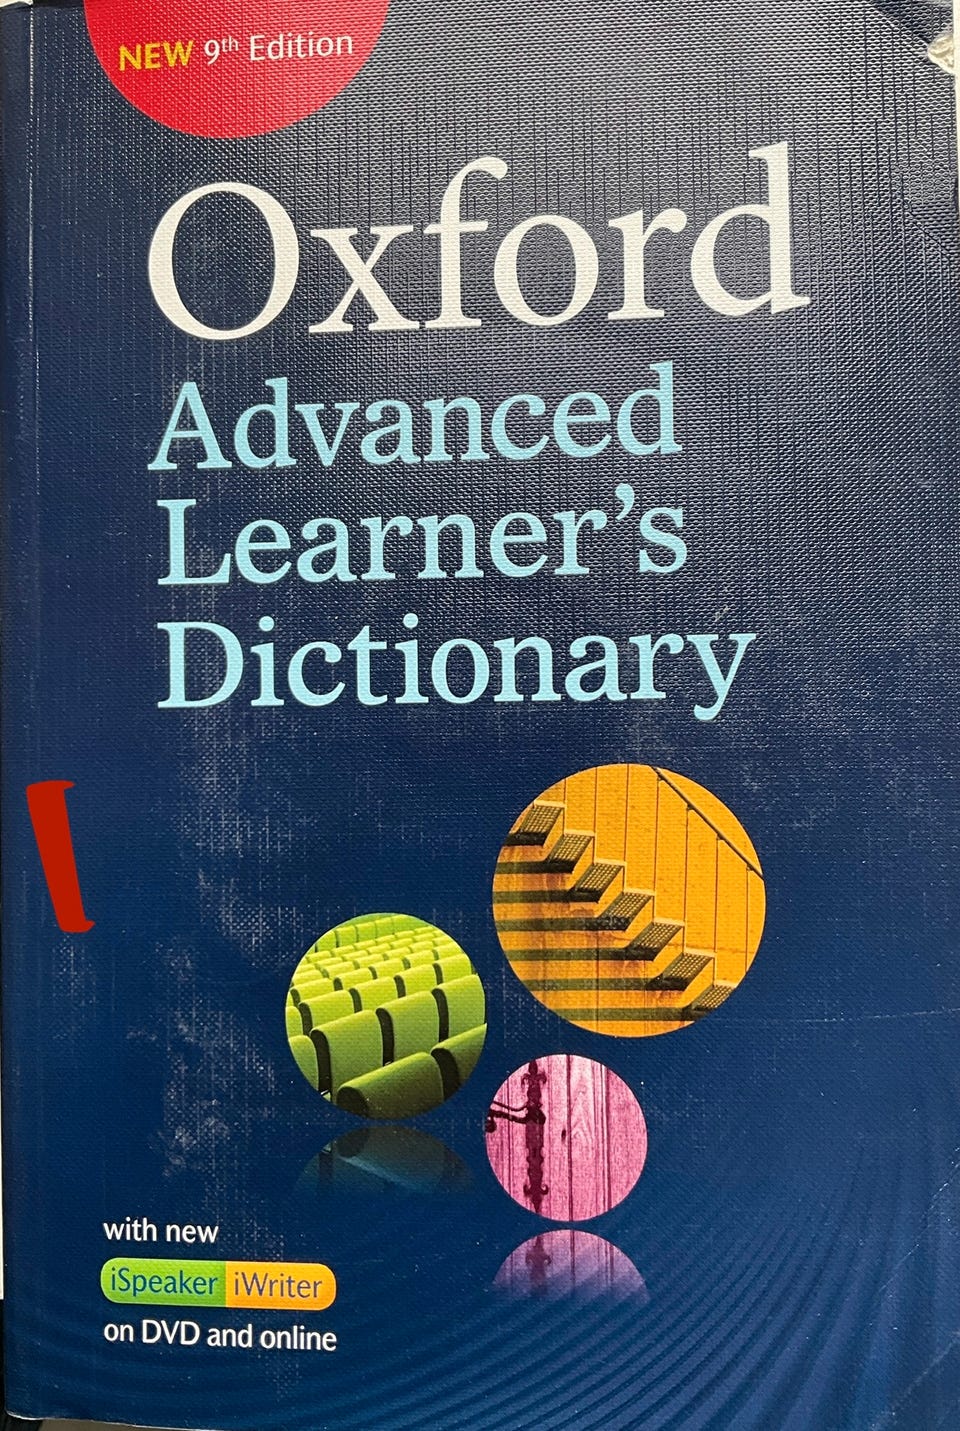 NEW 9th Edition
Oxford
Advanced
Learner's
Dictionary
with new
iSpeaker iWriter
on DVD and online